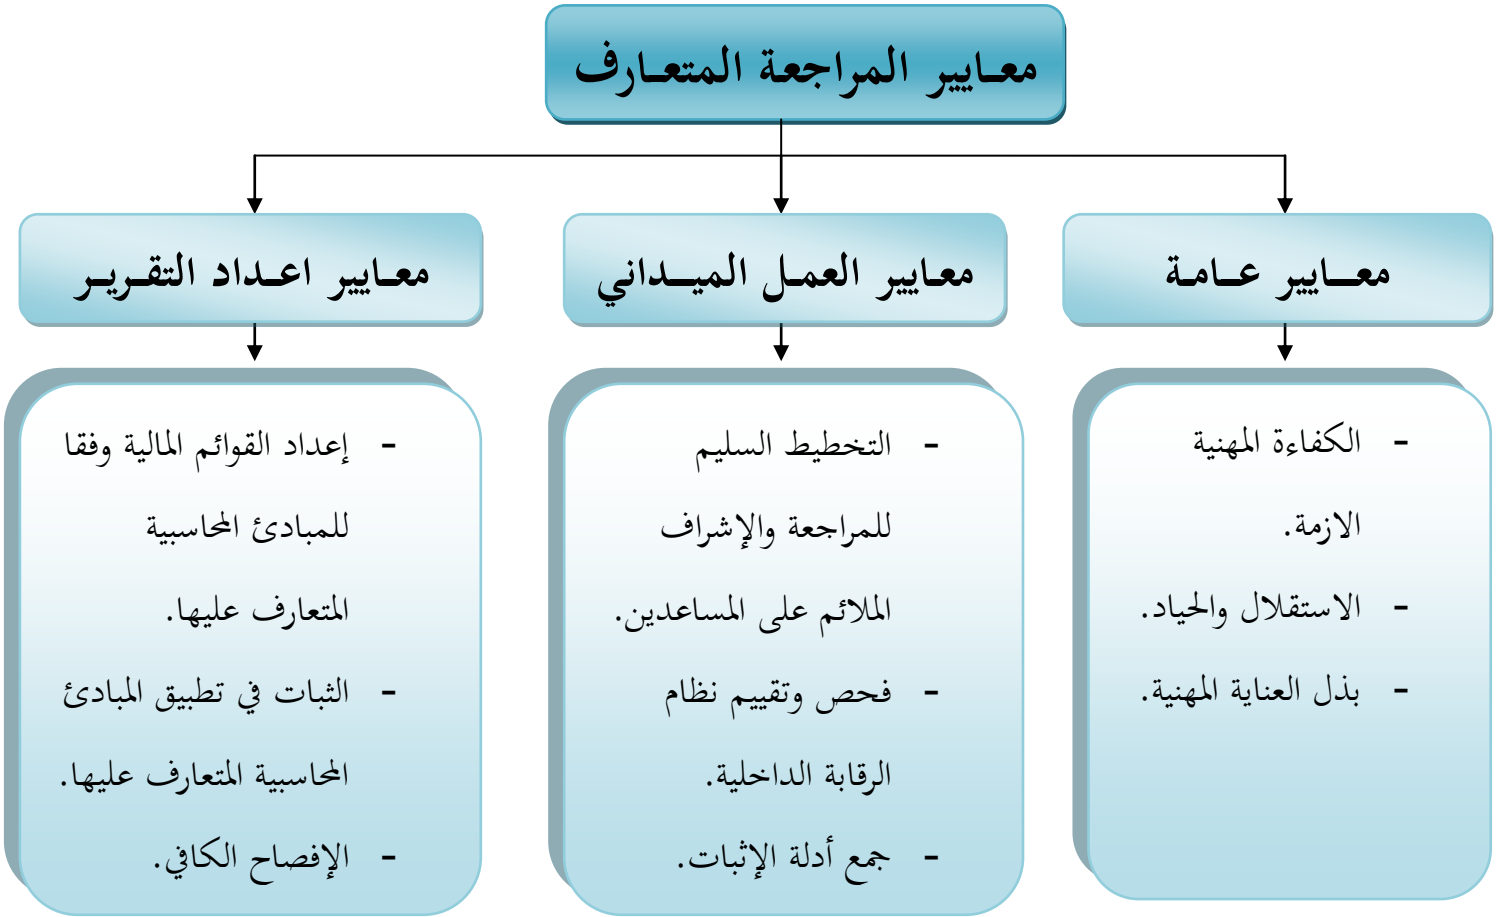 معايير المراجعة المتعارف
معايير عامة
معايير العمل الميداني
معايير اعداد التقرير
- الكفاءة المهنية
الازمة.
- الاستقلال والحياد.
- بذل العناية المهنية.
- التخطيط السليم
للمراجعة والإشراف
الملائم على المساعدين.
- فحص وتقييم نظام
الرقابة الداخلية.
- جمع أدلة الإثبات.
- إعداد القوائم المالية وفقا
للمبادئ المحاسبية
المتعارف عليها.
- الثبات في تطبيق المبادئ
المحاسبية المتعارف عليها.
- الإفصاح الكافي.